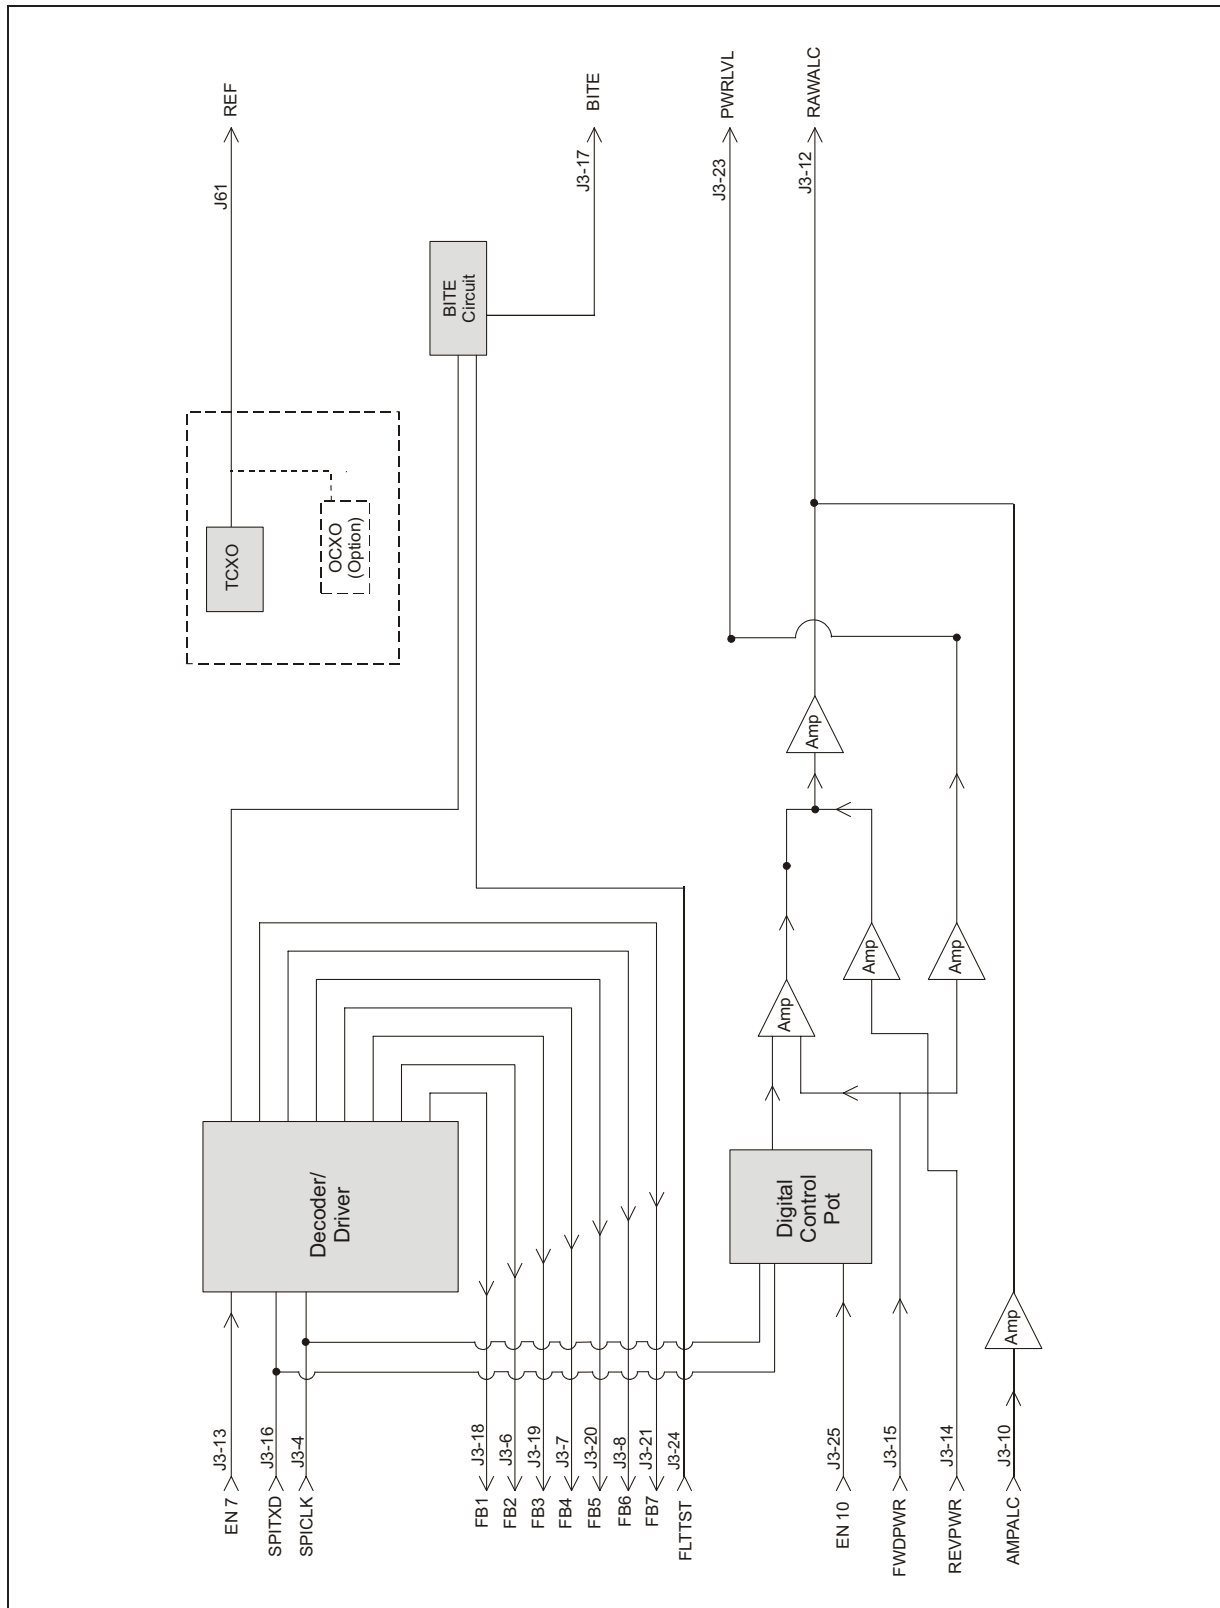 REF
J61
TCXO
OCXO
(Option)
BITE
J3-17
BITE
Circuit
PWRLVL
J3-23
RAWALC
J3-12
Decoder/
Driver
EN 7
J3-13
SPITXD
J3-16
SPICLK
J3-4
FB1
J3-18
FB2
J3-6
FB3
J3-19
FB4
J3-7
FB5
J3-20
FB6
J3-8
FB7
J3-21
FLTTST
J3-24
Digital
Control
Pot
Amp
Amp
Amp
Amp
Amp
EN 10
J3-25
FWDPWR
J3-15
REVPWR
J3-14
AMPALC
J3-10